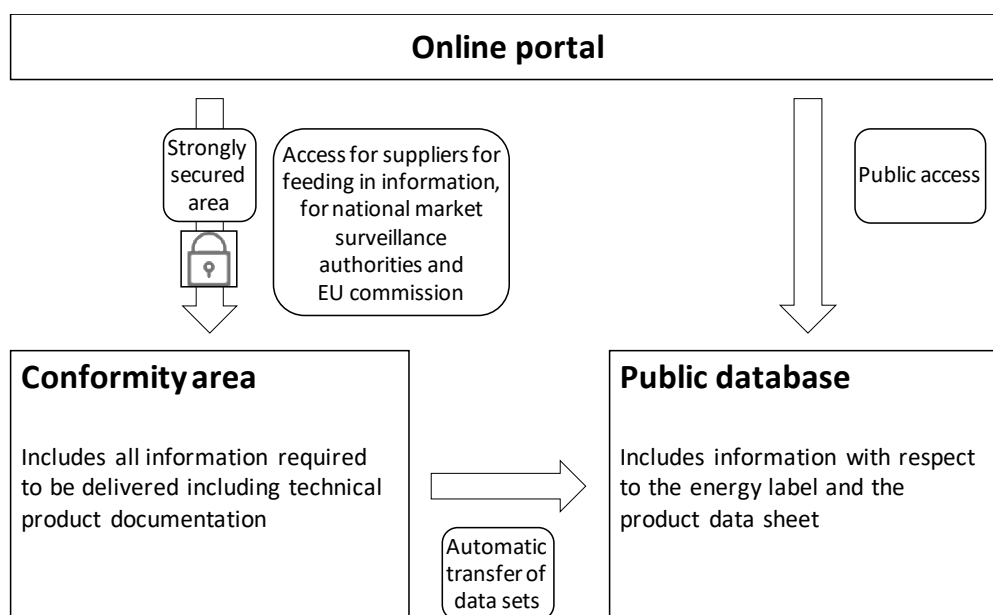 Online portal
Strongly
secured
area
Access for suppliers for
feeding in information,
for national market
surveillance
authorities and
EU commission
Public access
Conformity area
Includes all information required
to be delivered including technical
product documentation
Automatic
transfer of
data sets
Public database
Includes information with respect
to the energy label and the
product data sheet